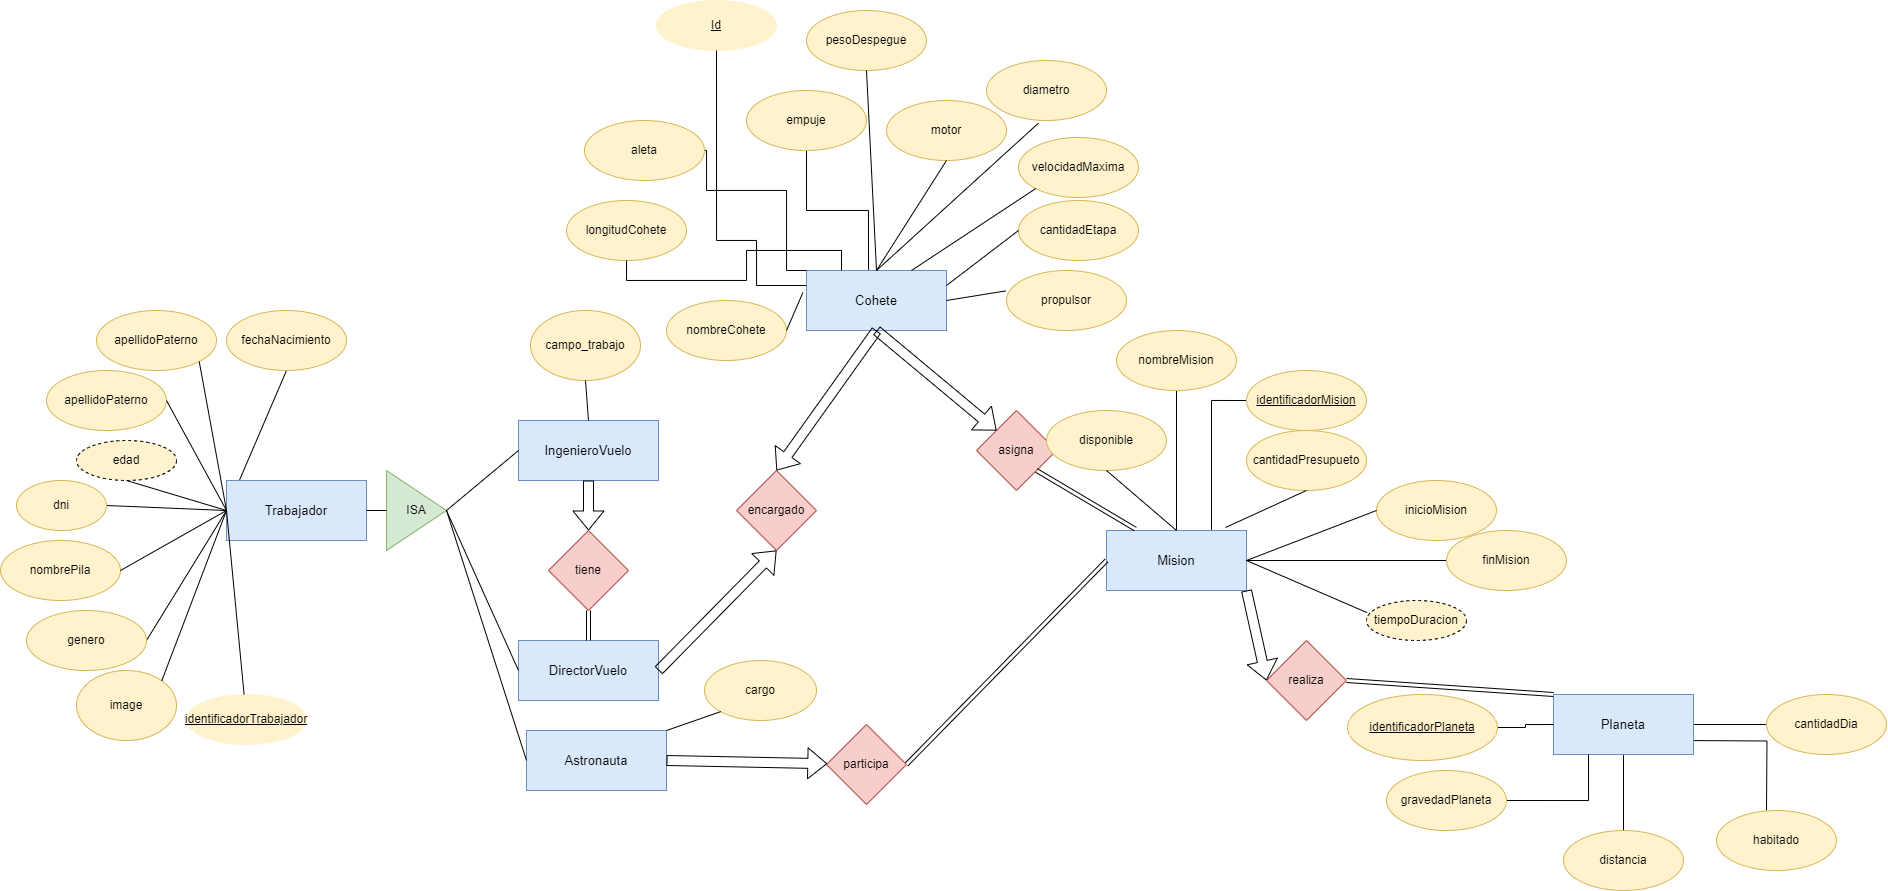 Id
pesoDespegue
diametro
empuje
motor
aleta
velocidadMaxima
longitudCohete
cantidadEtapa
Cohete
propulsor
nombreCohete
apellidoPaterno
fechaNacimiento
campo_trabajo
nombreMision
apellidoPaterno
identificadorMision
disponible
asigna
IngenieroVuelo
edad
cantidadPresupueto
dni
Trabajador
ISA
encargado
inicioMision
nombrePila
tiene
Mision
finMision
tiempoDuracion
genero
DirectorVuelo
realiza
cargo
image
identificadorTrabajador
identificadorPlaneta
Planeta
cantidadDia
Astronauta
participa
gravedadPlaneta
habitado
distancia